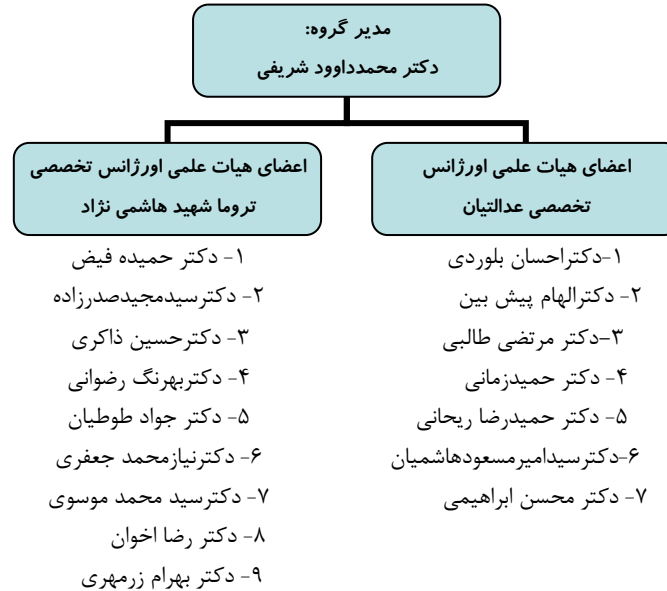 مدیر گروه:
دکتر محمدداوود شریفی
اعضای هیات علمی اورژانس
تخصصی عدالتیان
۱-دکتراحسان بلوردی
۲- دکترالهام پیش بین
۳-دکتر مرتضی طالبی
۴- دکتر حمیدزمانی
۵- دکتر حمیدرضا ریحانی
۶-دکترسیدامیرمسعودهاشمیان
۷- دکتر محسن ابراهیمی
اعضای هیات علمی اورژانس تخصصی
تروما شهید هاشمی نژاد
۱- دکتر حمیده فیض
۲- دکترسیدمجیدصدرزاده
۳- دکترحسین ذاکری
۴- دکتربهرنگ رضوانی
۵- دکتر جواد طوطیان
۶- دکترنیازمحمد جعفری
۷- دکترسید محمد موسوی
۸- دکتر رضا اخوان
۹- دکتر بهرام زرمهری